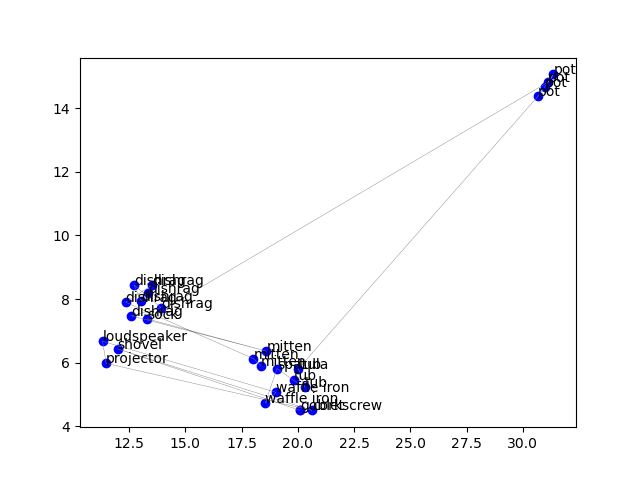 pot
pot
pot
pot
14
12
10
dishrag
dishrag
dishrag
dishrag
dishrag
dishrag
dishrag
sock
8
loudspeaker
shovel
projector
mitten
mitten
mitten
spatula
tub
tub
tub
6
waffle iron
waffle iron
corkscrew
4
12.5 15.0 17.5 20.0 22.5 25.0 27.5 30.0